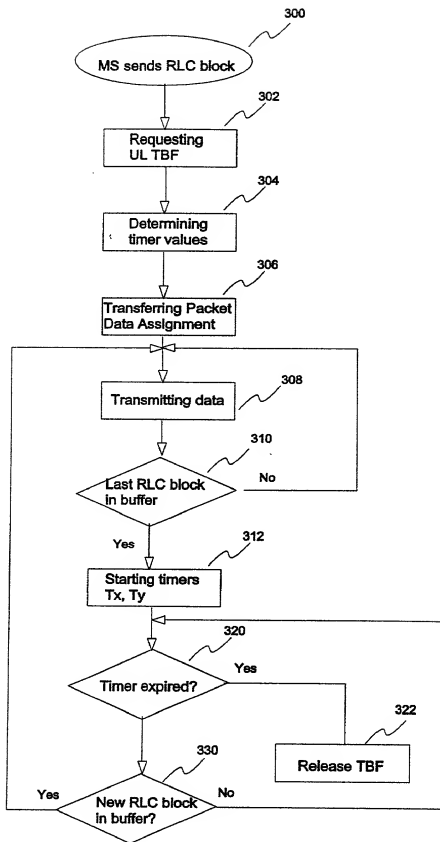 300
MS sends RLC block
302
Requesting
UL TBF
304
Determining
timer values
306
Transferring Packet
Data Assignment
Transmitting data
308
310
Last RLC block
in buffer
No
Yes
312
Starting timers
Tx, Ty
320
Timer expired?
Yes
322
Release TBF
330
Yes
New RLC block
in buffer?
No